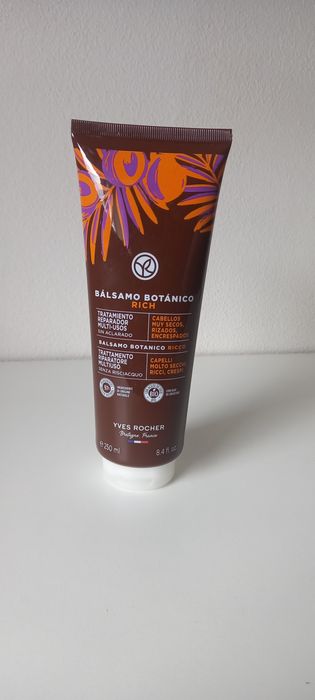 BÁLSAMO BOTÁNICO
RICH
TRATAMIENTO
REPARADOR
MULTI-USOS
SIN ACLARADO
CABELLOS
MUY SECOS,
RIZADOS,
ENCRESPADOS
BALSAMO BOTANICO RICCO
TRATTAMENTO
RIPARATORE
MULTIUSO
SENZA RISCIACQUO
CAPELLI
MOLTO SECCHI,
RICCI, CRESPI
BIO
YVES ROCHER
Bretagne, France
e 250 ml
8.4 fl. oz